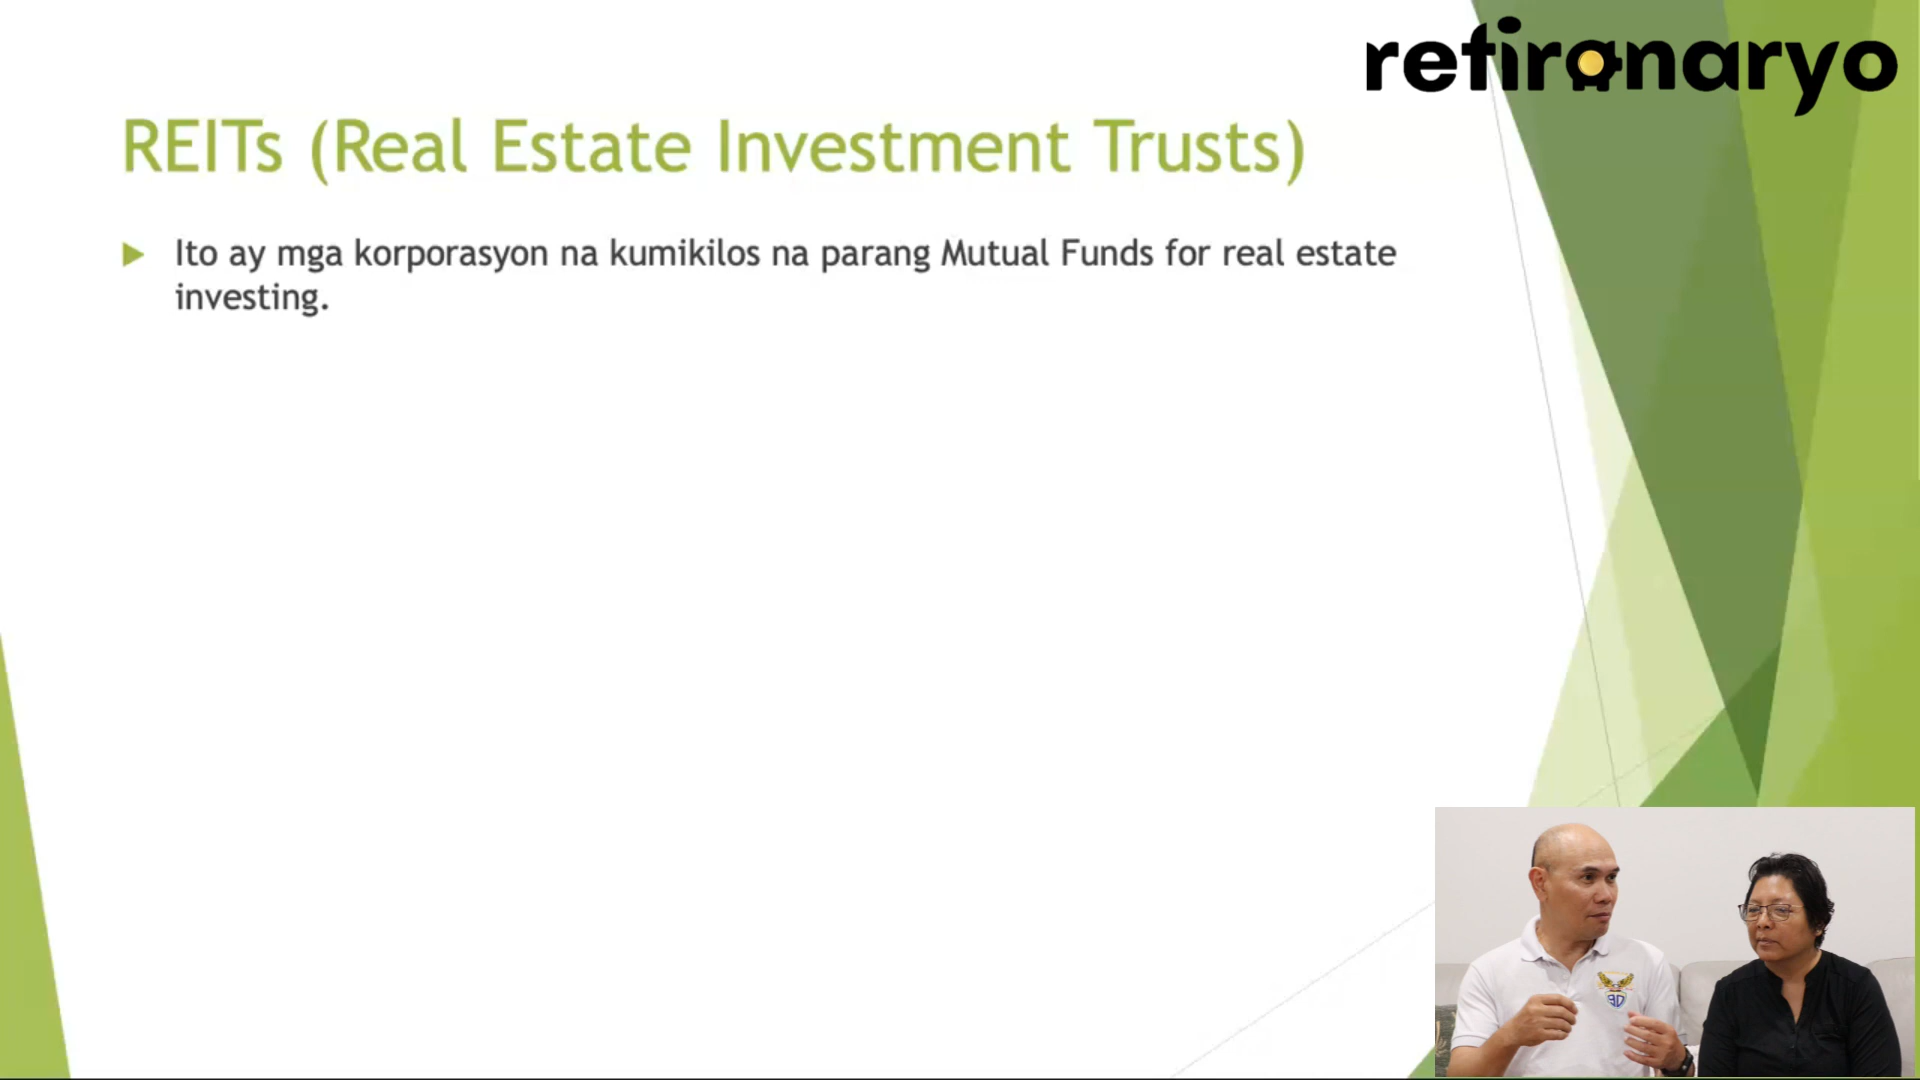 retiranaryo
REITs (Real Estate Investment Trusts)
Ito ay mga korporasyon na kumikilos na parang Mutual Funds for real estate
investing.